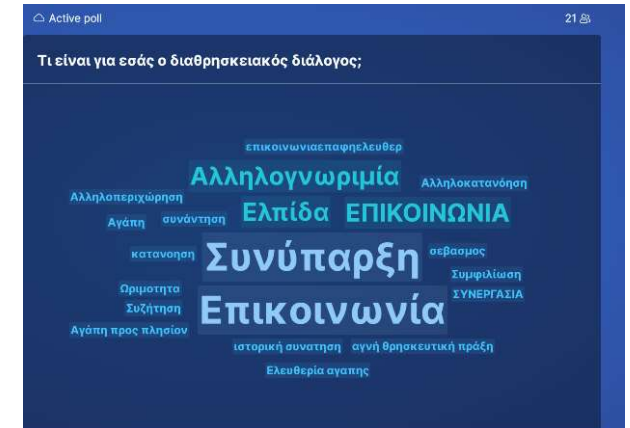 Active poll 21
Τι είναι για εσάς ο διαθρησκειακός διάλογος;
επικοινωνιαεπαφηελευθερ
Αλληλογνωριμία Αλληλοκατανόηση
Αλληλοπεριχώρηση
Αγάπη συνάντηση Ελπίδα ΕΠΙΚΟΙΝΩΝΙΑ
κατανοηση Συνύπαρξη σεβασμος
Συμφιλίωση
Ωριμοτητα ΣΥΝΕΡΓΑΣΙΑ
Συζήτηση Επικοινωνία
Αγάπη προς πλησίον
ιστορική συνατηση αγνή θρησκευτική πράξη
Ελευθερία αγαπης